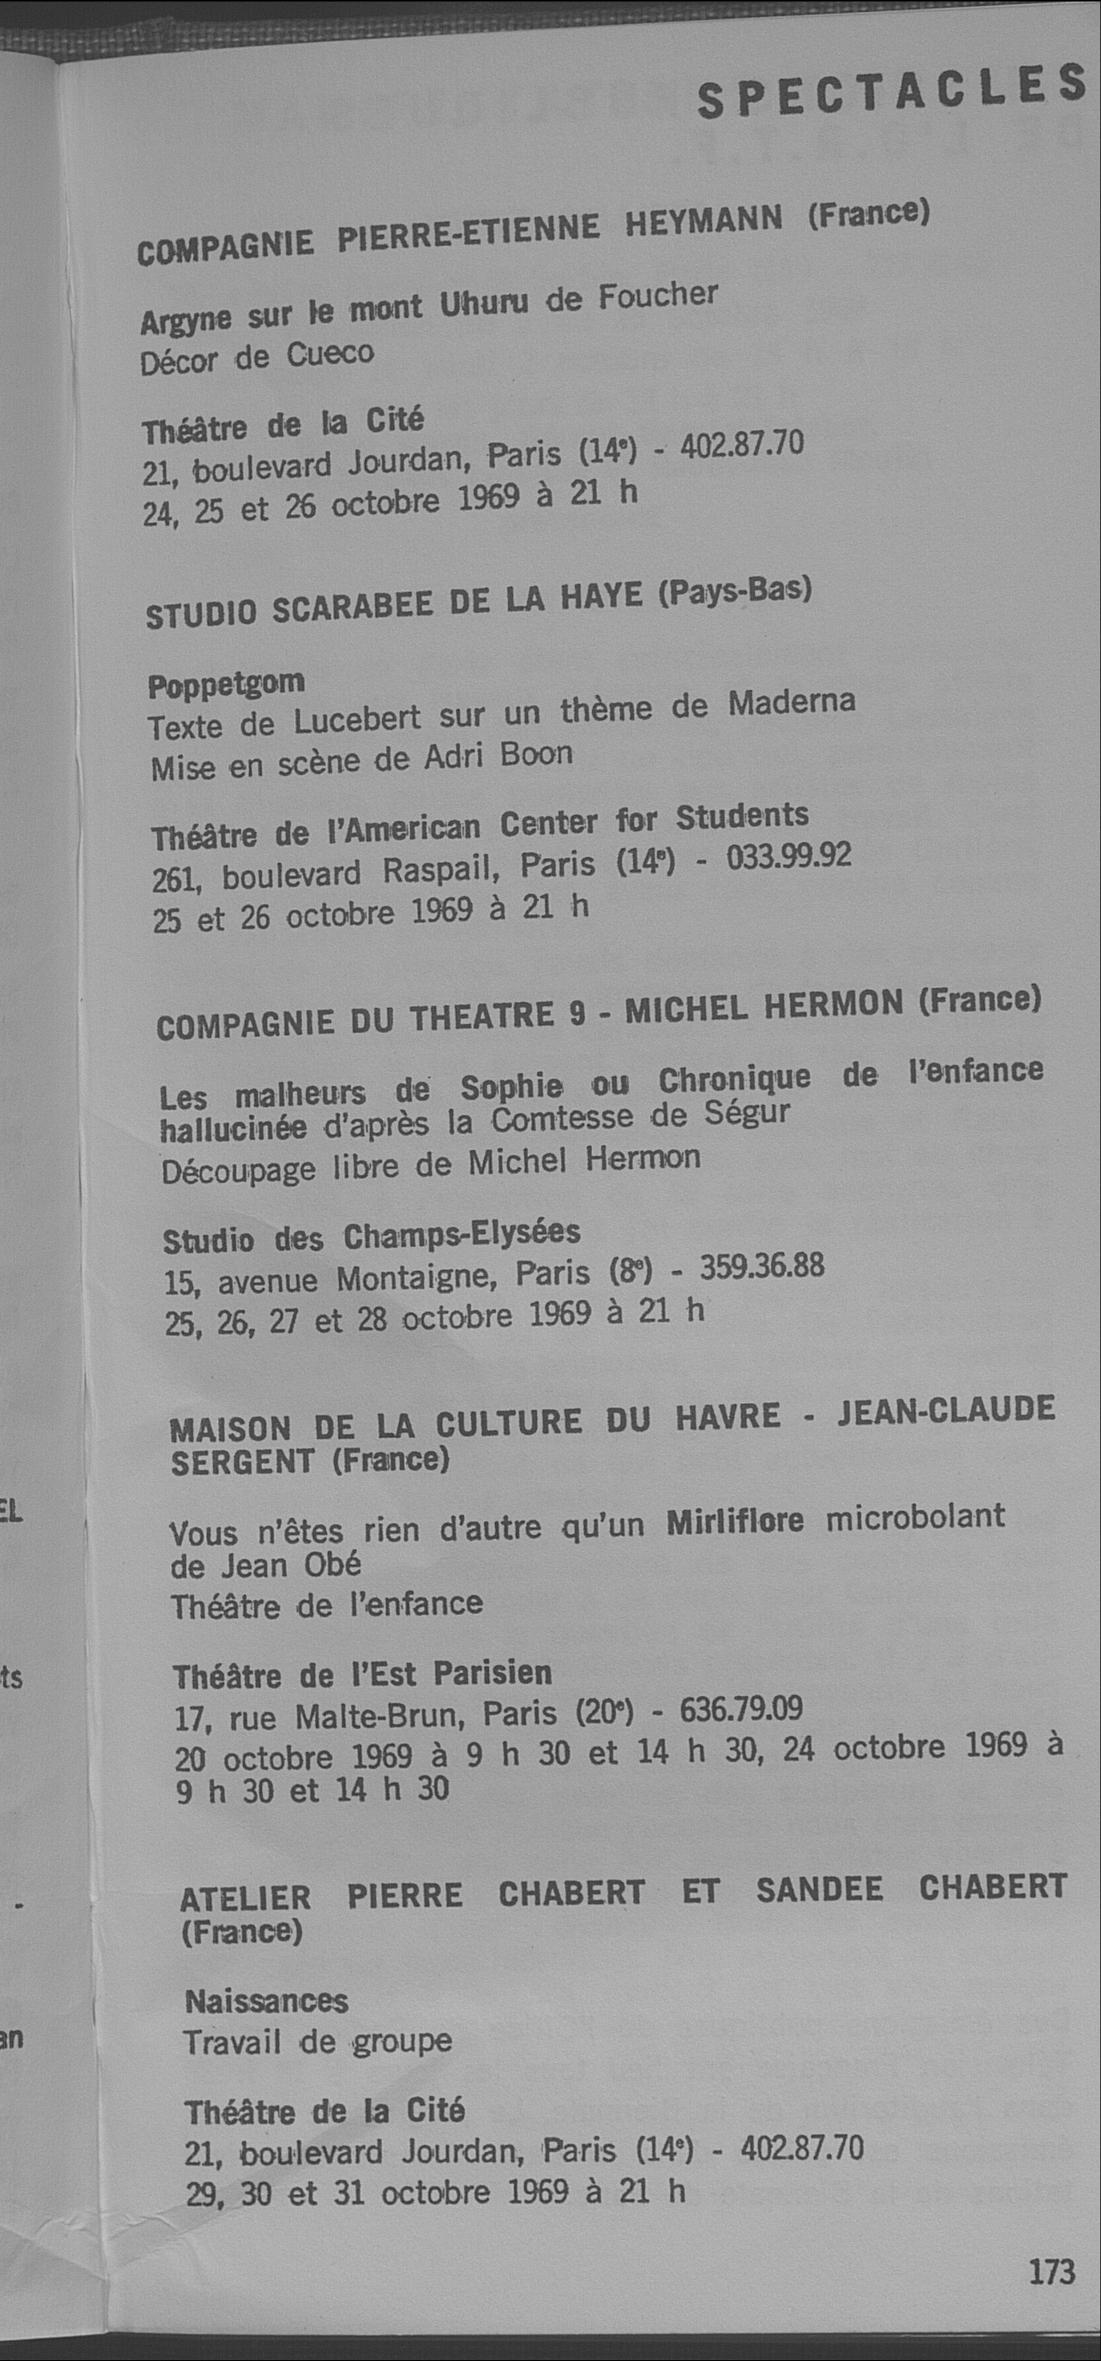 SPECTACLES
COMPAGNIE PIERRE-ETIENNE HEYMANN (France)
Argyne sur le mont Uhuru de Foucher
Décor de Cueco
Théâtre de la Cité
21, boulevard Jourdan, Paris (14e) - 402.87.70
24, 25 et 26 octobre 1969 à 21 h
STUDIO SCARABEE DE LA HAYE (Pays-Bas)
Poppetgom
Texte de Lucebert sur un thème de Maderna
Mise en scène de Adri Boon
Théâtre de l'American Center for Students
261, boulevard Raspail, Paris (14e) - 033.99.92
25 et 26 octobre 1969 à 21 h
COMPAGNIE DU THEATRE 9 - MICHEL HERMON (France)
Les malheurs de Sophie ou Chronique de l'enfance
hallucinée d'après la Comtesse de Ségur
Découpage libre de Michel Hermon
Studio des Champs-Elysées
15, avenue Montaigne, Paris (8e) - 359.36.88
25, 26, 27 et 28 octobre 1969 à 21 h
MAISON DE LA CULTURE DU HAVRE - JEAN-CLAUDE
SERGENT (France)
Vous n'êtes rien d'autre qu'un Mirliflore microbolant
de Jean Obé
Théâtre de l'enfance
Théâtre de l'Est Parisien
17, rue Malte-Brun, Paris (20e) - 636.79.09
20 octobre 1969 à 9 h 30 et 14 h 30, 24 octobre 1969 à
9 h 30 et 14 h 30
ATELIER PIERRE CHABERT ET SANDEE CHABERT
(France)
Naissances
Travail de groupe
Théâtre de la Cité
21, boulevard Jourdan, Paris (14e) - 402.87.70
29, 30 et 31 octobre 1969 à 21 h
173